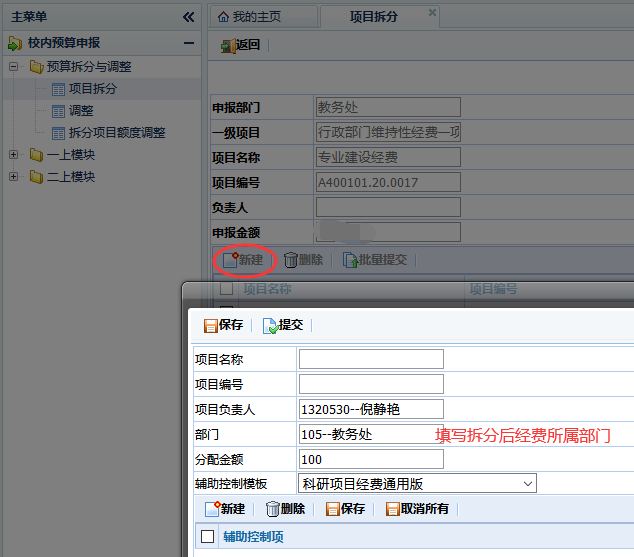 主菜单
校内预算申报
预算拆分与调整
项目拆分
调整
拆分项目额度调整
一上模块
二上模块
我的主页 项目拆分
返回
申报部门 教务处
一级项目 行政部门维持性经费—项
项目名称 专业建设经费
项目编号 A400101.20.0017
负责人
申报金额
新建 删除 批量提交
项目名称 项目编号
保存 提交
项目名称
项目编号
项目负责人 1320530--倪静艳
部门 105--教务处 填写拆分后经费所属部门
分配金额 100
辅助控制模板 科研项目经费通用版
新建 删除 保存 取消所有
辅助控制项